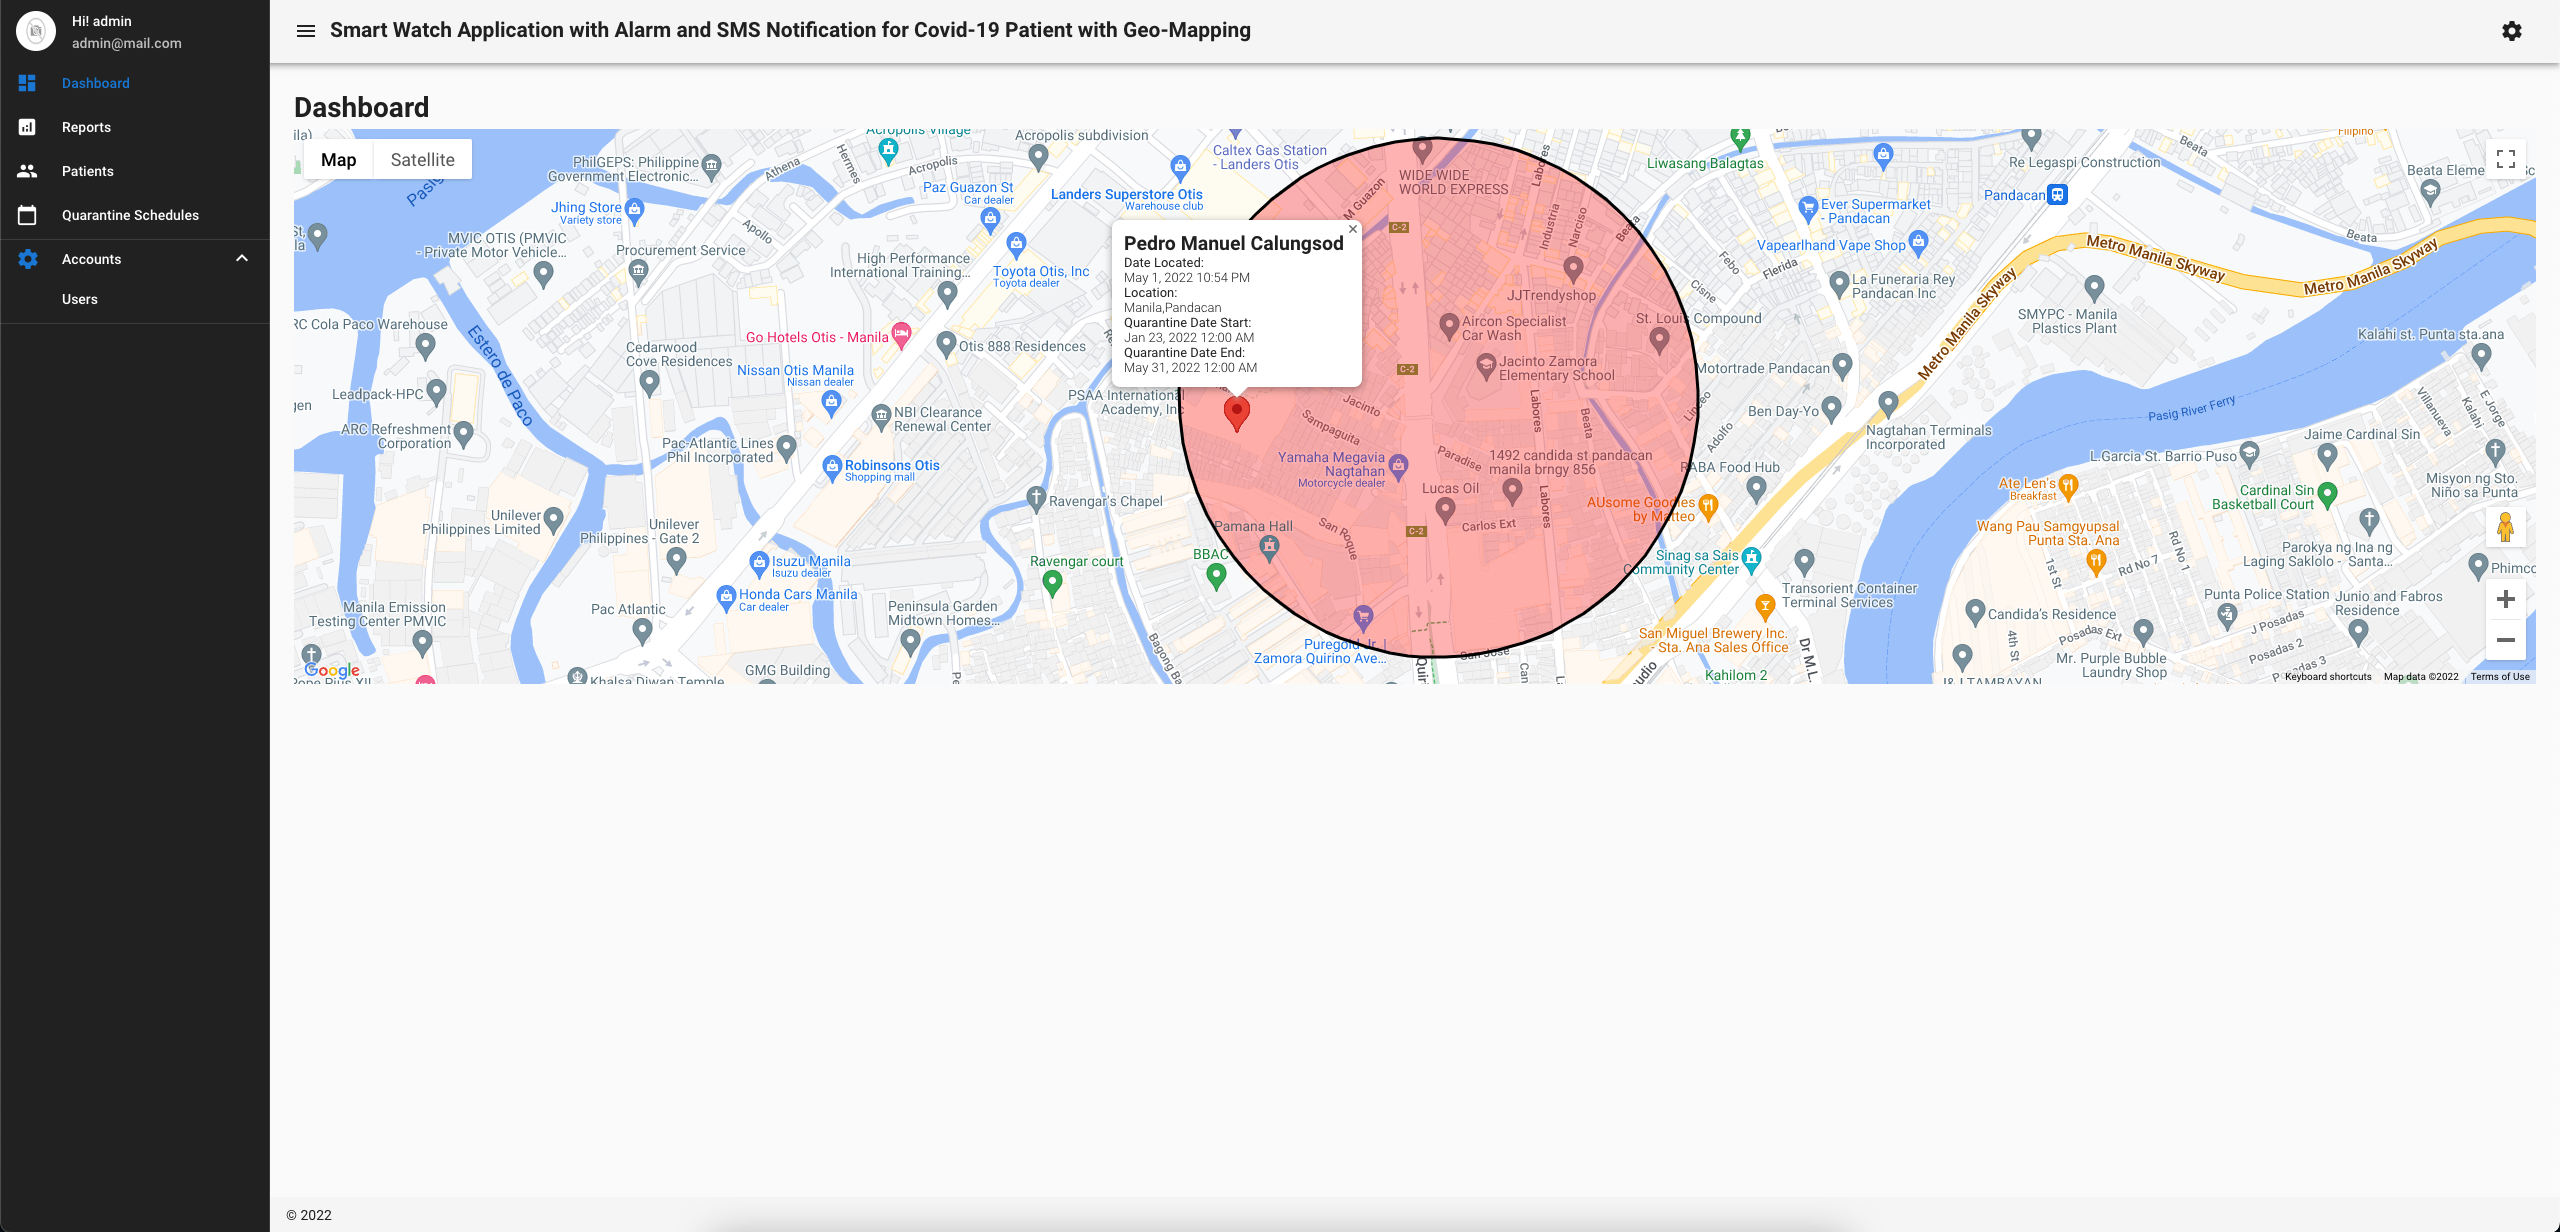 Hi! admin
admin@mail.com
Dashboard
Reports
Patients
Quarantine Schedules
Accounts
Users
Smart Watch Application with Alarm and SMS Notification for Covid-19 Patient with Geo-Mapping
Dashboard
Map
Satellite
Acropolis Village
Acropolis subdivision
PhilGEPS: Philippine
Government Electronic...
Athena
Hermes
Acropolis
Caltex Gas Station
- Landers Otis
Paz Guazon St
Car dealer
Landers Superstore Otis
Warehouse club
Jhing Store
Variety store
Apollo
MVIC OTIS (PMVIC
- Private Motor Vehicle...
Procurement Service
High Performance
International Training...
Toyota Otis, Inc
Toyota dealer
RC Cola Paco Warehouse
Estero de Paco
Go Hotels Otis - Manila
Otis 888 Residences
Cedarwood
Cove Residences
Nissan Otis Manila
Nissan dealer
Leadpack-HPC
NBI Clearance
Renewal Center
PSAA International
Academy, Inc
ARC Refreshment
Corporation
Pac-Atlantic Lines
Phil Incorporated
Robinsons Otis
Shopping mall
Ravengar's Chapel
Unilever
Philippines Limited
Unilever
Philippines - Gate 2
Isuzu Manila
Isuzu dealer
Honda Cars Manila
Car dealer
Ravengar court
BBAC
Manila Emission
Testing Center PMVIC
Pac Atlantic
Peninsula Garden
Midtown Homes...
GMG Building
Khalsa Diwan Temple
Google
Pedro Manuel Calungsod
Date Located:
May 1, 2022 10:54 PM
Location:
Manila,Pandacan
Quarantine Date Start:
Jan 23, 2022 12:00 AM
Quarantine Date End:
May 31, 2022 12:00 AM
WIDE WIDE
WORLD EXPRESS
M Guazon
C-2
Labores
Industria
Narciso
Beata
JJTrendyshop
Aircon Specialist
Car Wash
St. Louis Compound
C-2
Jacinto Zamora
Elementary School
Jacinto
Sampaguita
Labores
Beata
Paradise
Yamaha Megavia
Nagtahan
Motorcycle dealer
1492 candida st pandacan
manila brngy 856
Lucas Oil
Labores
Carlos Ext
C-2
Pamana Hall
San Roque
Puregold Jr. |
Zamora Quirino Ave...
San Jose
Liwasang Balagtas
Filipino
Re Legaspi Construction
Beata
Pandacan
Ever Supermarket
- Pandacan
Vapearlhand Vape Shop
Febo
Flerida
Cisne
La Funeraria Rey
Pandacan Inc
Metro Manila Skyway
Beata
Metro Manila Skyway
Metro Manila Skyway
SMYPC - Manila
Plastics Plant
Kalahi st. Punta sta.ana
Motortrade Pandacan
Ben Day-Yo
Linceo
Adolfo
Nagtahan Terminals
Incorporated
Pasig River Ferry
Villanueva
Kalahi
E Jorge
RABA Food Hub
AUsome Goodies
by Matteo
L.Garcia St. Barrio Puso
Jaime Cardinal Sin
Misyon ng Sto.
Niño sa Punta
Ate Len's
Breakfast
Cardinal Sin
Basketball Court
Wang Pau Samgyupsal
Punta Sta. Ana
Sinag sa Sais
Community Center
1st St
Rd No 7
Rd No 1
Parokya ng Ina ng
Laging Saklolo - Santa...
Phimco
Transorient Container
Terminal Services
Candida's Residence
Punta Police Station
Junio and Fabros
Residence
San Miguel Brewery Inc.
- Sta. Ana Sales Office
4th St
Posadas Ext
J Posadas
Posadas 2
Mr. Purple Bubble
Laundry Shop
Kahilom 2
Dr M.L.
Keyboard shortcuts
Map data ©2022
Terms of Use
© 2022